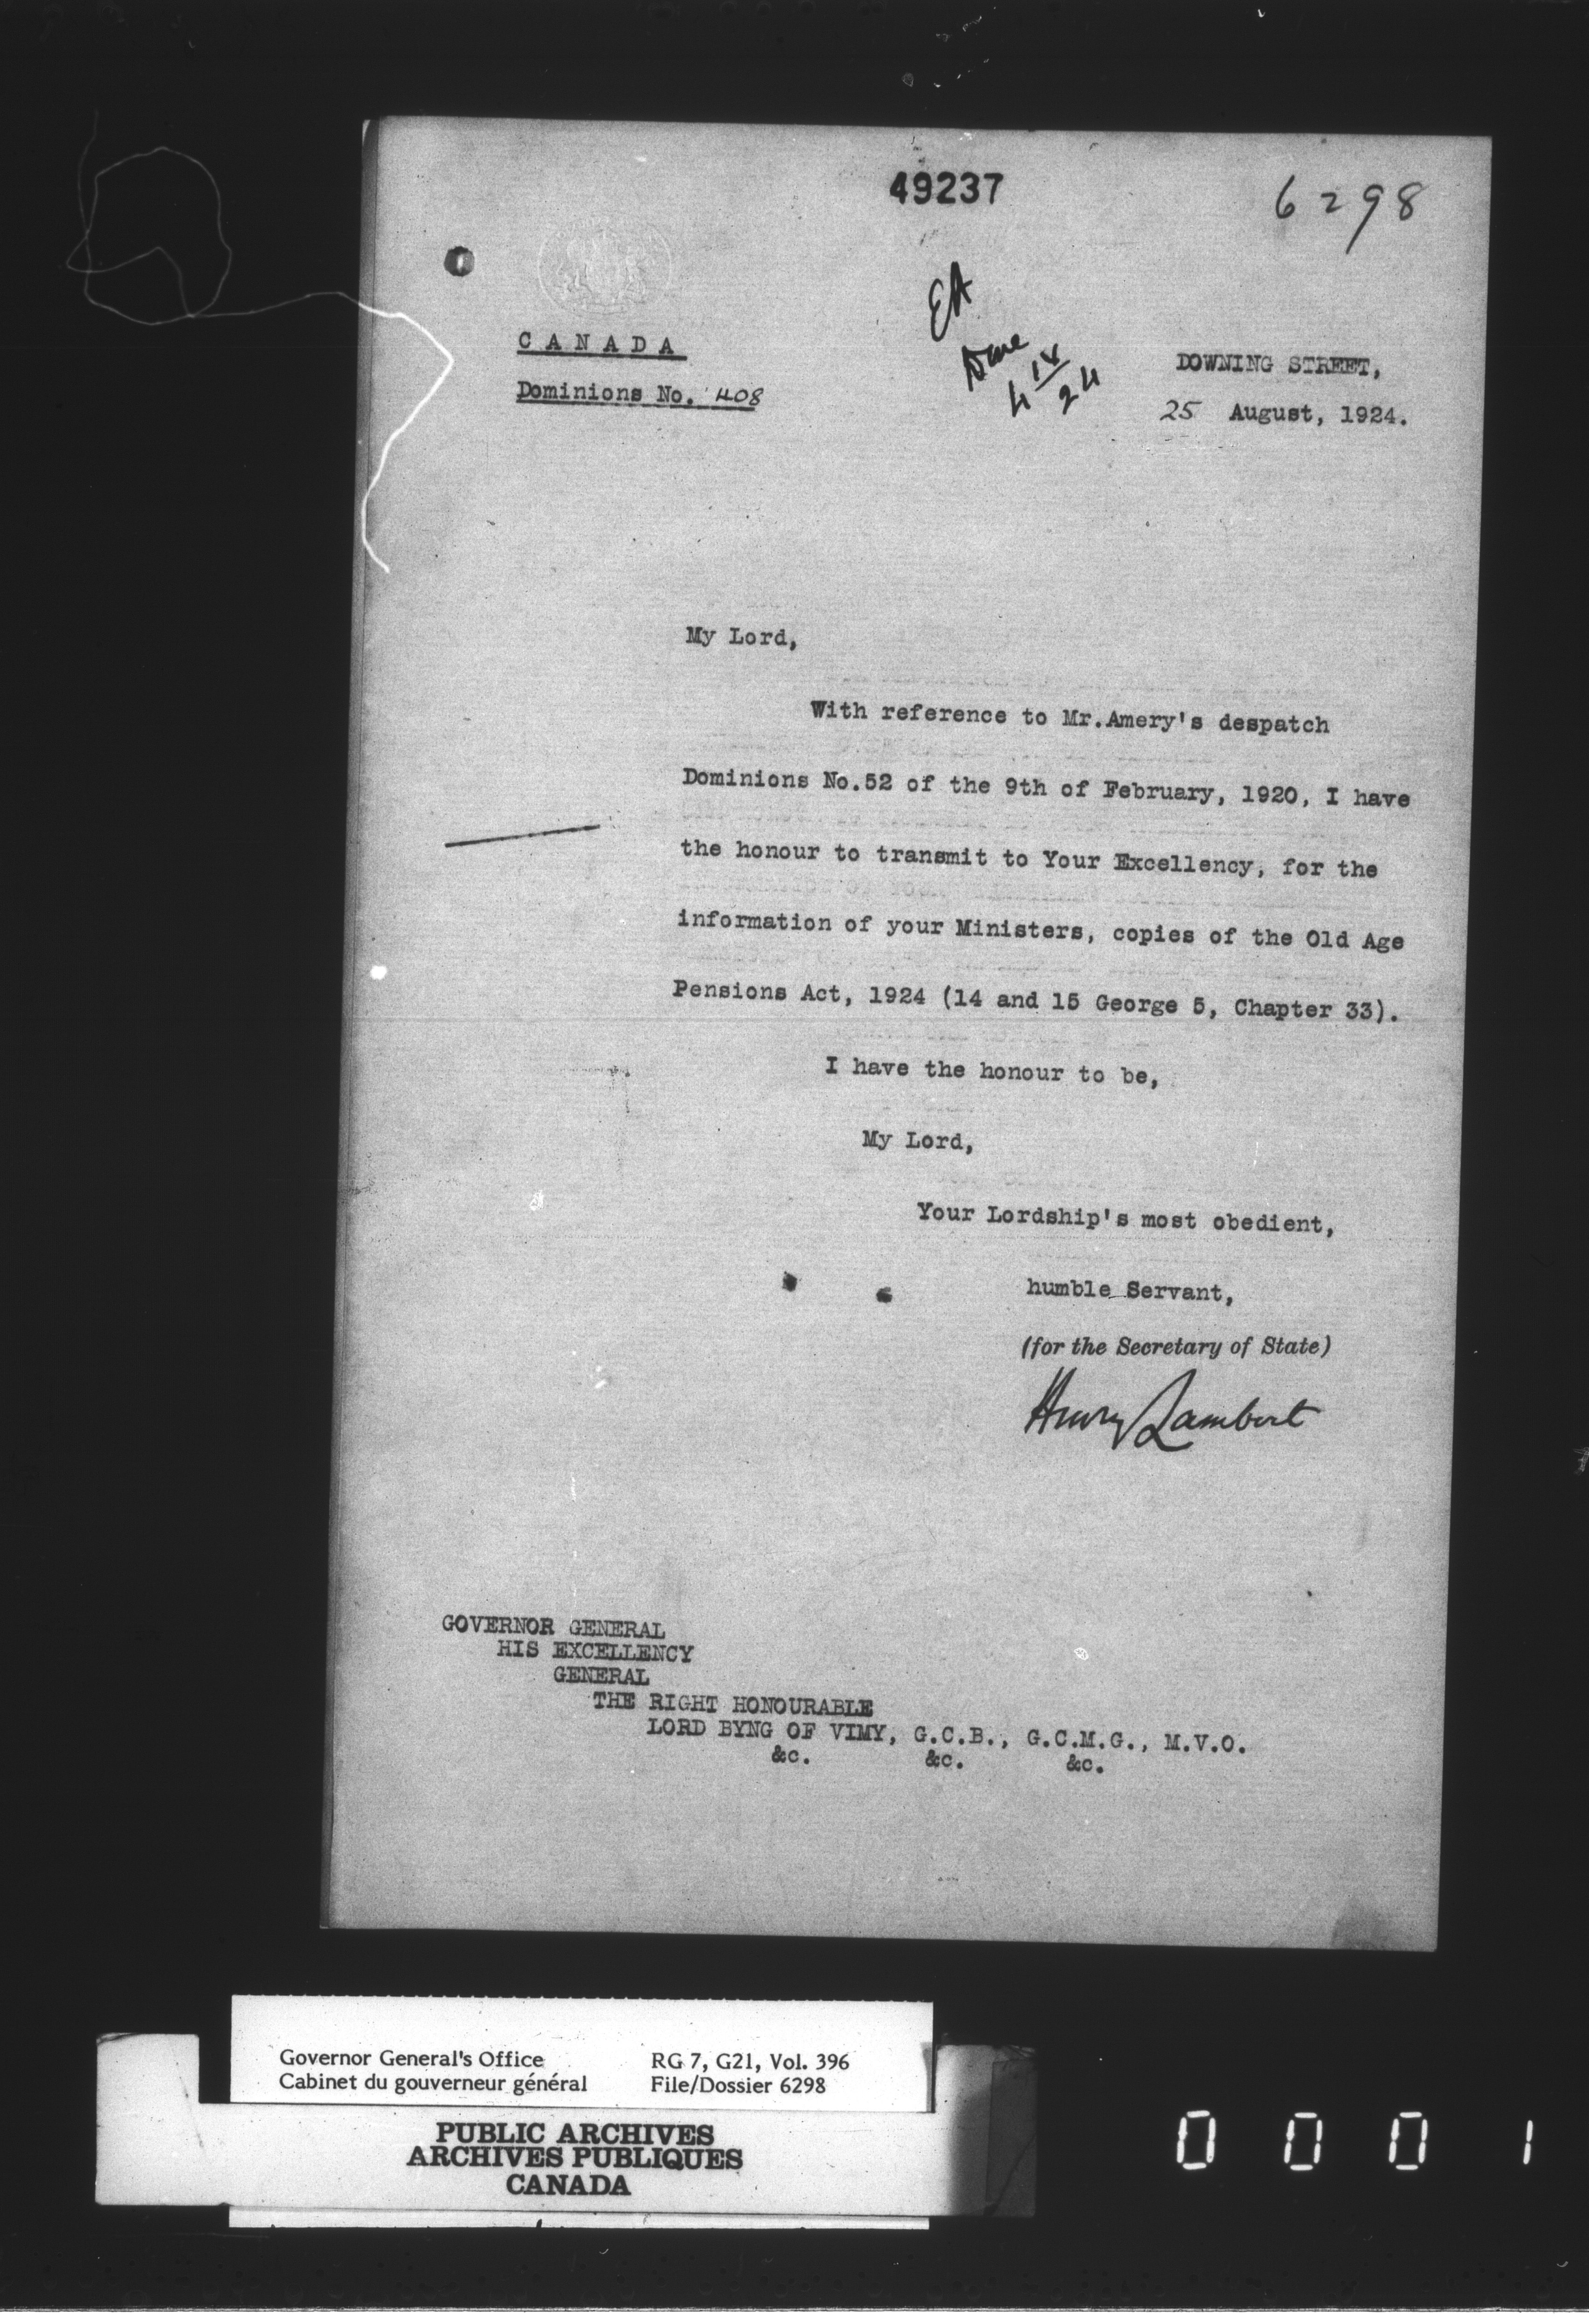 49237
6298
EA
Done
4 IX 24
CANADA
Dominions No. 408
DOWNING STREET,
25 August, 1924.
My Lord,
With reference to Mr.Amery's despatch
Dominions No.52 of the 9th of February, 1920, I have
the honour to transmit to Your Excellency, for the
information of your Ministers, copies of the Old Age
Pensions Act, 1924 (14 and 15 George 5, Chapter 33).
I have the honour to be,
My Lord,
Your Lordship's most obedient,
humble Servant,
(for the Secretary of State)
Henry Lambert
GOVERNOR GENERAL
HIS EXCELLENCY
GENERAL
THE RIGHT HONOURABLE
LORD BYNG OF VIMY, G.C.B., G.C.M.G., M.V.O.
&c. &c. &c.
Governor General's Office RG 7, G21, Vol. 396
Cabinet du gouverneur général File/Dossier 6298
PUBLIC ARCHIVES
ARCHIVES PUBLIQUES
CANADA
0001